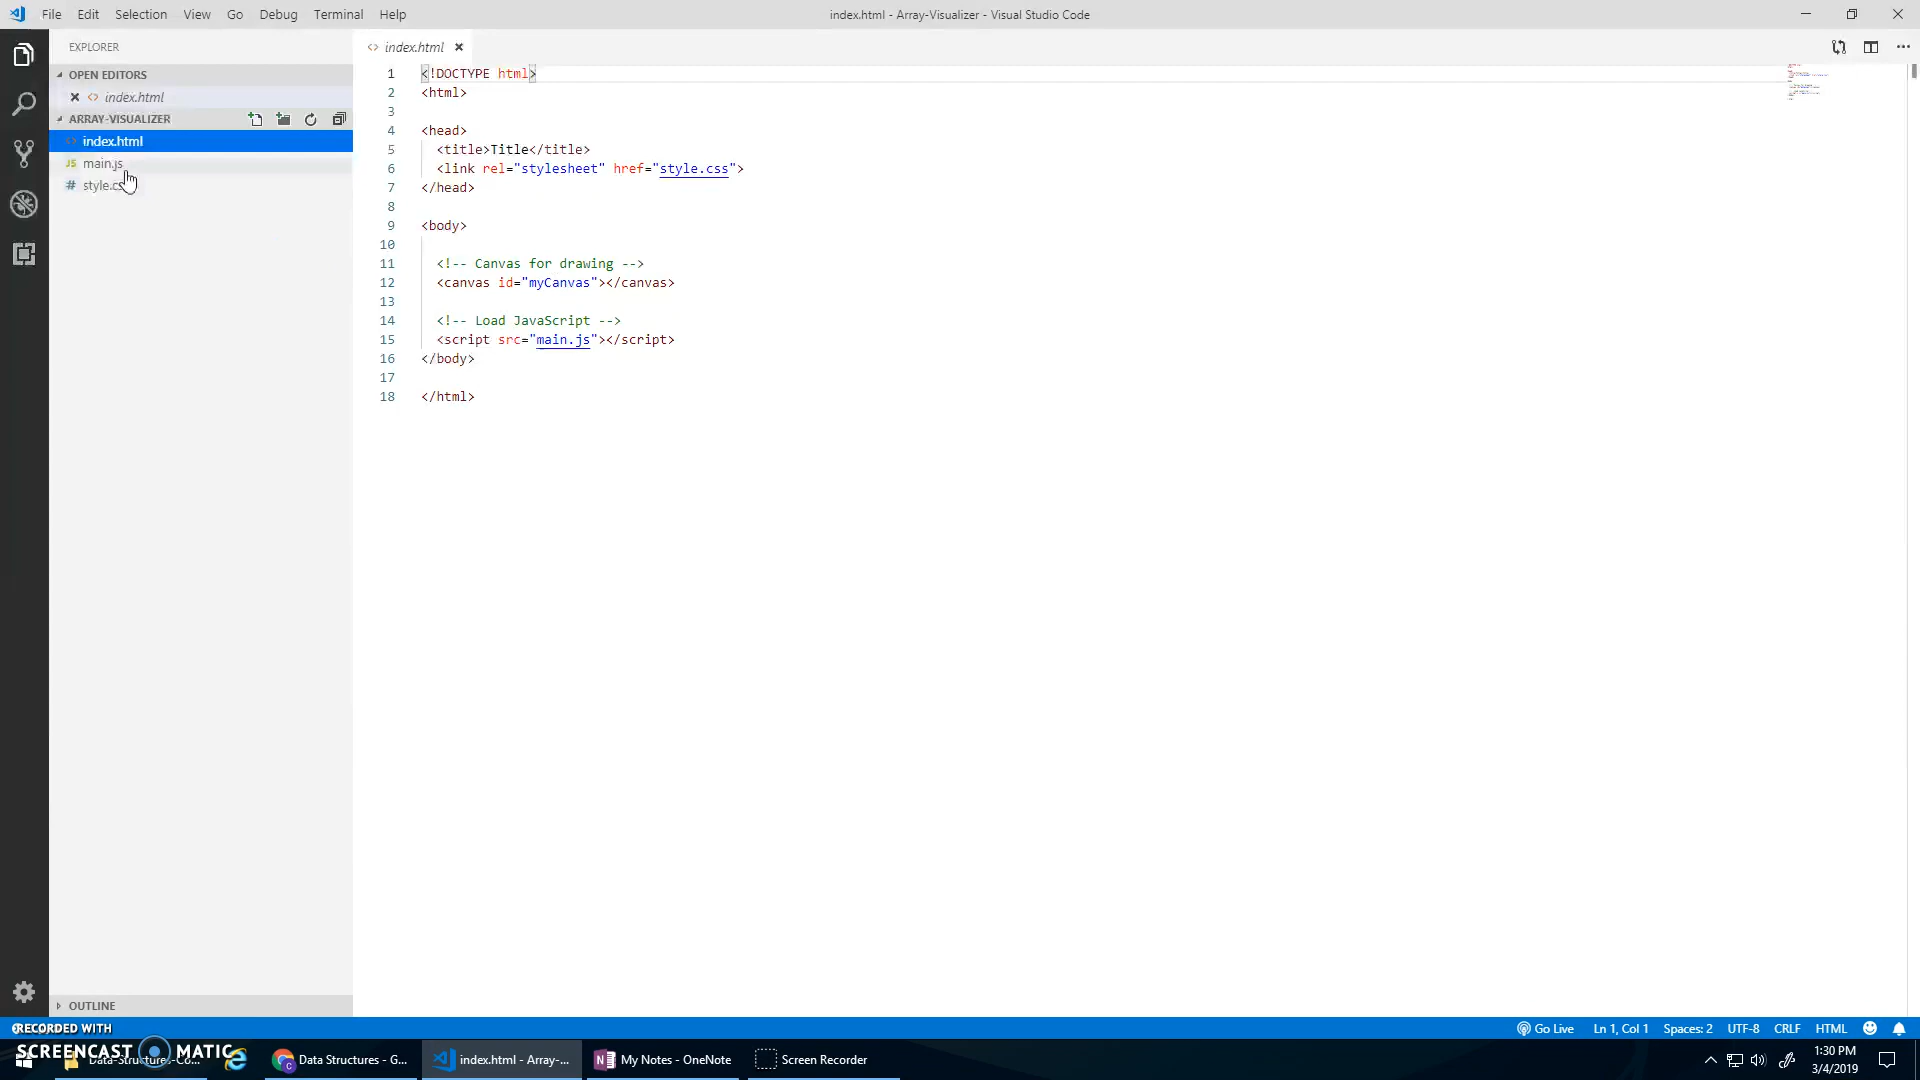 File Edit Selection View Go Debug Terminal Help
index.html - Array-Visualizer - Visual Studio Code
EXPLORER
OPEN EDITORS
index.html
ARRAY-VISUALIZER
index.html
JS main.js
# style.cs
index.html
1 <!DOCTYPE html>
2 <html>
3
4 <head>
5 <title>Title</title>
6 <link rel="stylesheet" href="style.css">
7 </head>
8
9 <body>
10
11 <!-- Canvas for drawing -->
12 <canvas id="myCanvas"></canvas>
13
14 <!-- Load JavaScript -->
15 <script src="main.js"></script>
16 </body>
17
18 </html>
OUTLINE
RECORDED WITH
SCREENCAST MATIC
Go Live Ln 1, Col 1 Spaces: 2 UTF-8 CRLF HTML
Data Structures - G... index.html - Array-... My Notes - OneNote Screen Recorder
1:30 PM
3/4/2019